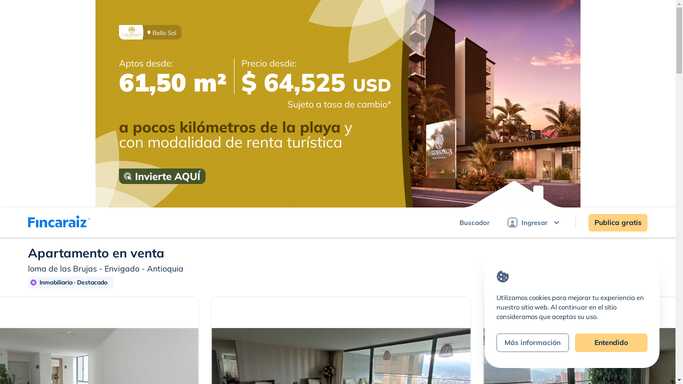 Bello Sol
Aptos desde:
61,50 m²
Precio desde:
$ 64,525 USD
Sujeto a tasa de cambio*
a pocos kilómetros de la playa y
con modalidad de renta turística
Invierte AQUÍ
Fincaraiz
Buscador
Ingresar
Publica gratis
Apartamento en venta
loma de las Brujas - Envigado - Antioquia
Inmobiliaria · Destacado
Utilizamos cookies para mejorar tu experiencia en
nuestro sitio web. Al continuar en el sitio
consideramos que aceptas su uso.
Más información
Entendido